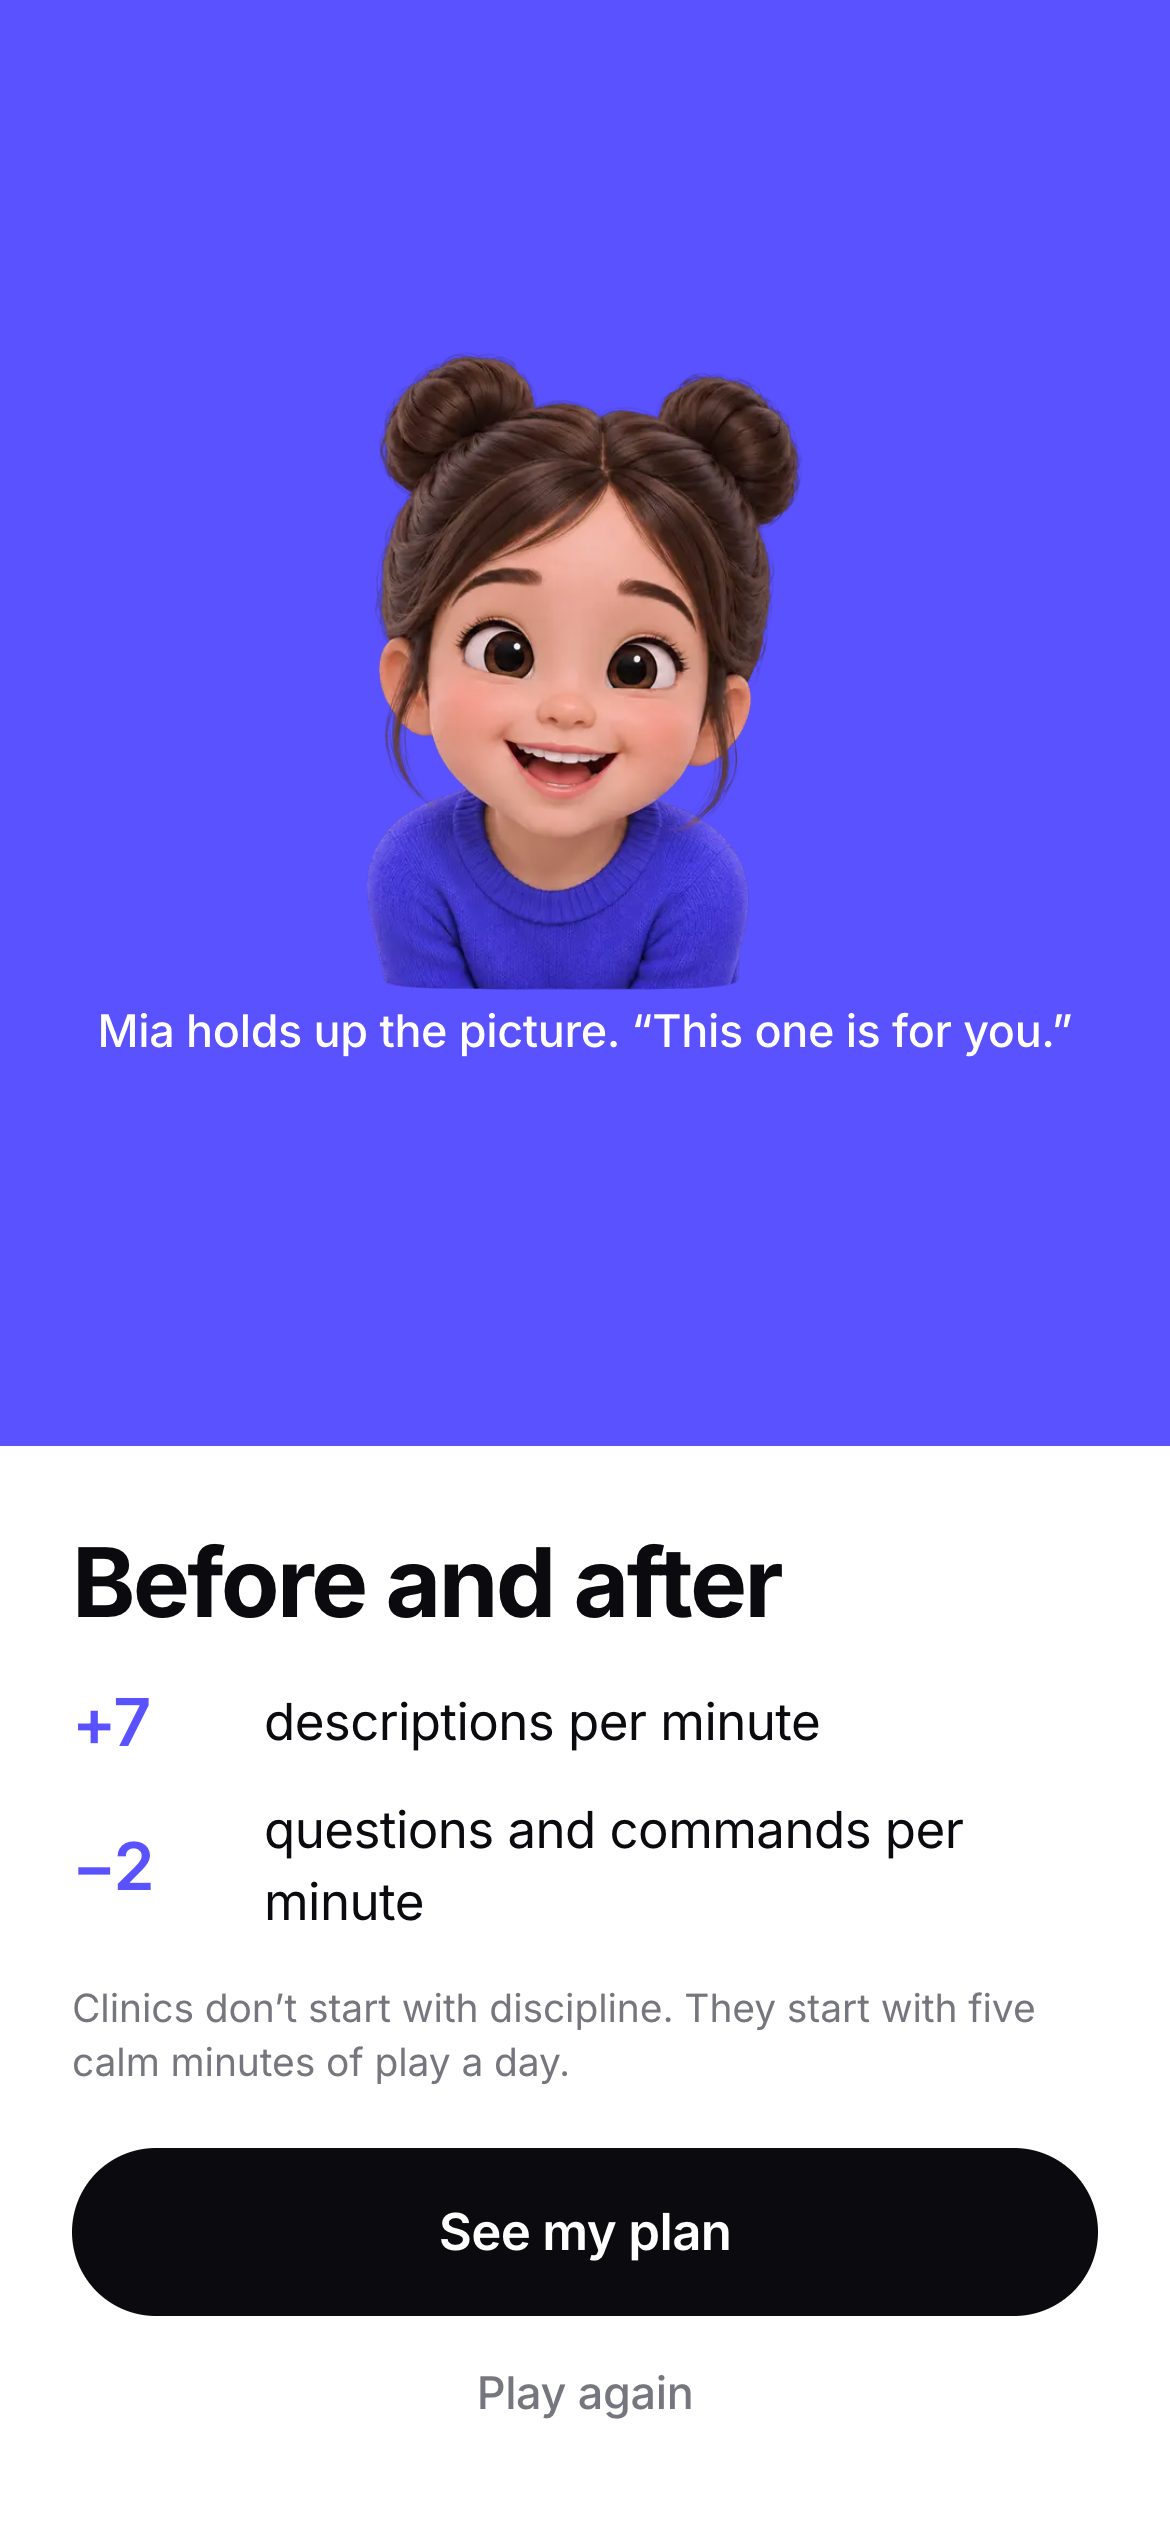 Mia holds up the picture. “This one is for you.”
Before and after
+7 descriptions per minute
−2 questions and commands per
minute
Clinics don’t start with discipline. They start with five
calm minutes of play a day.
See my plan
Play again